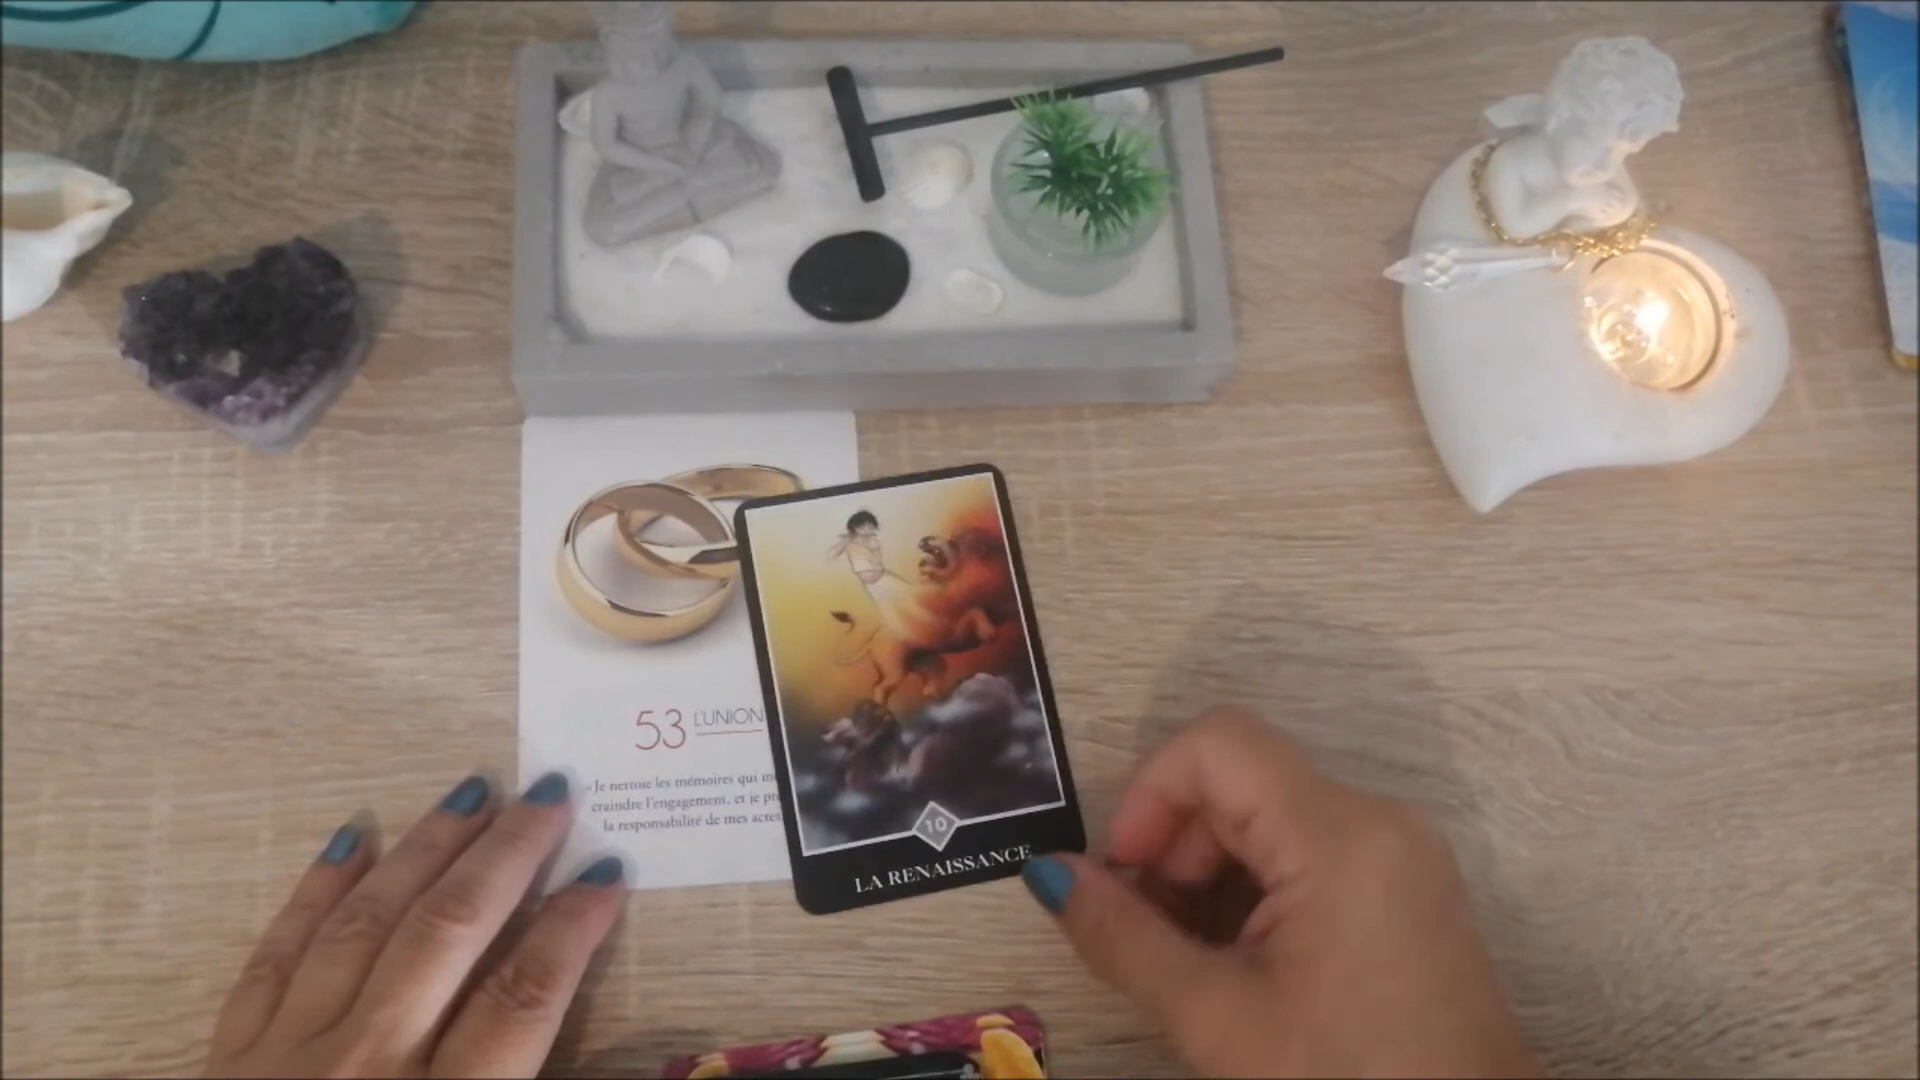 53 L'UNION
«Je nettoie les mémoires qui
craindre l'engagement, et je
la responsabilité de mes actes
10
LA RENAISSANCE